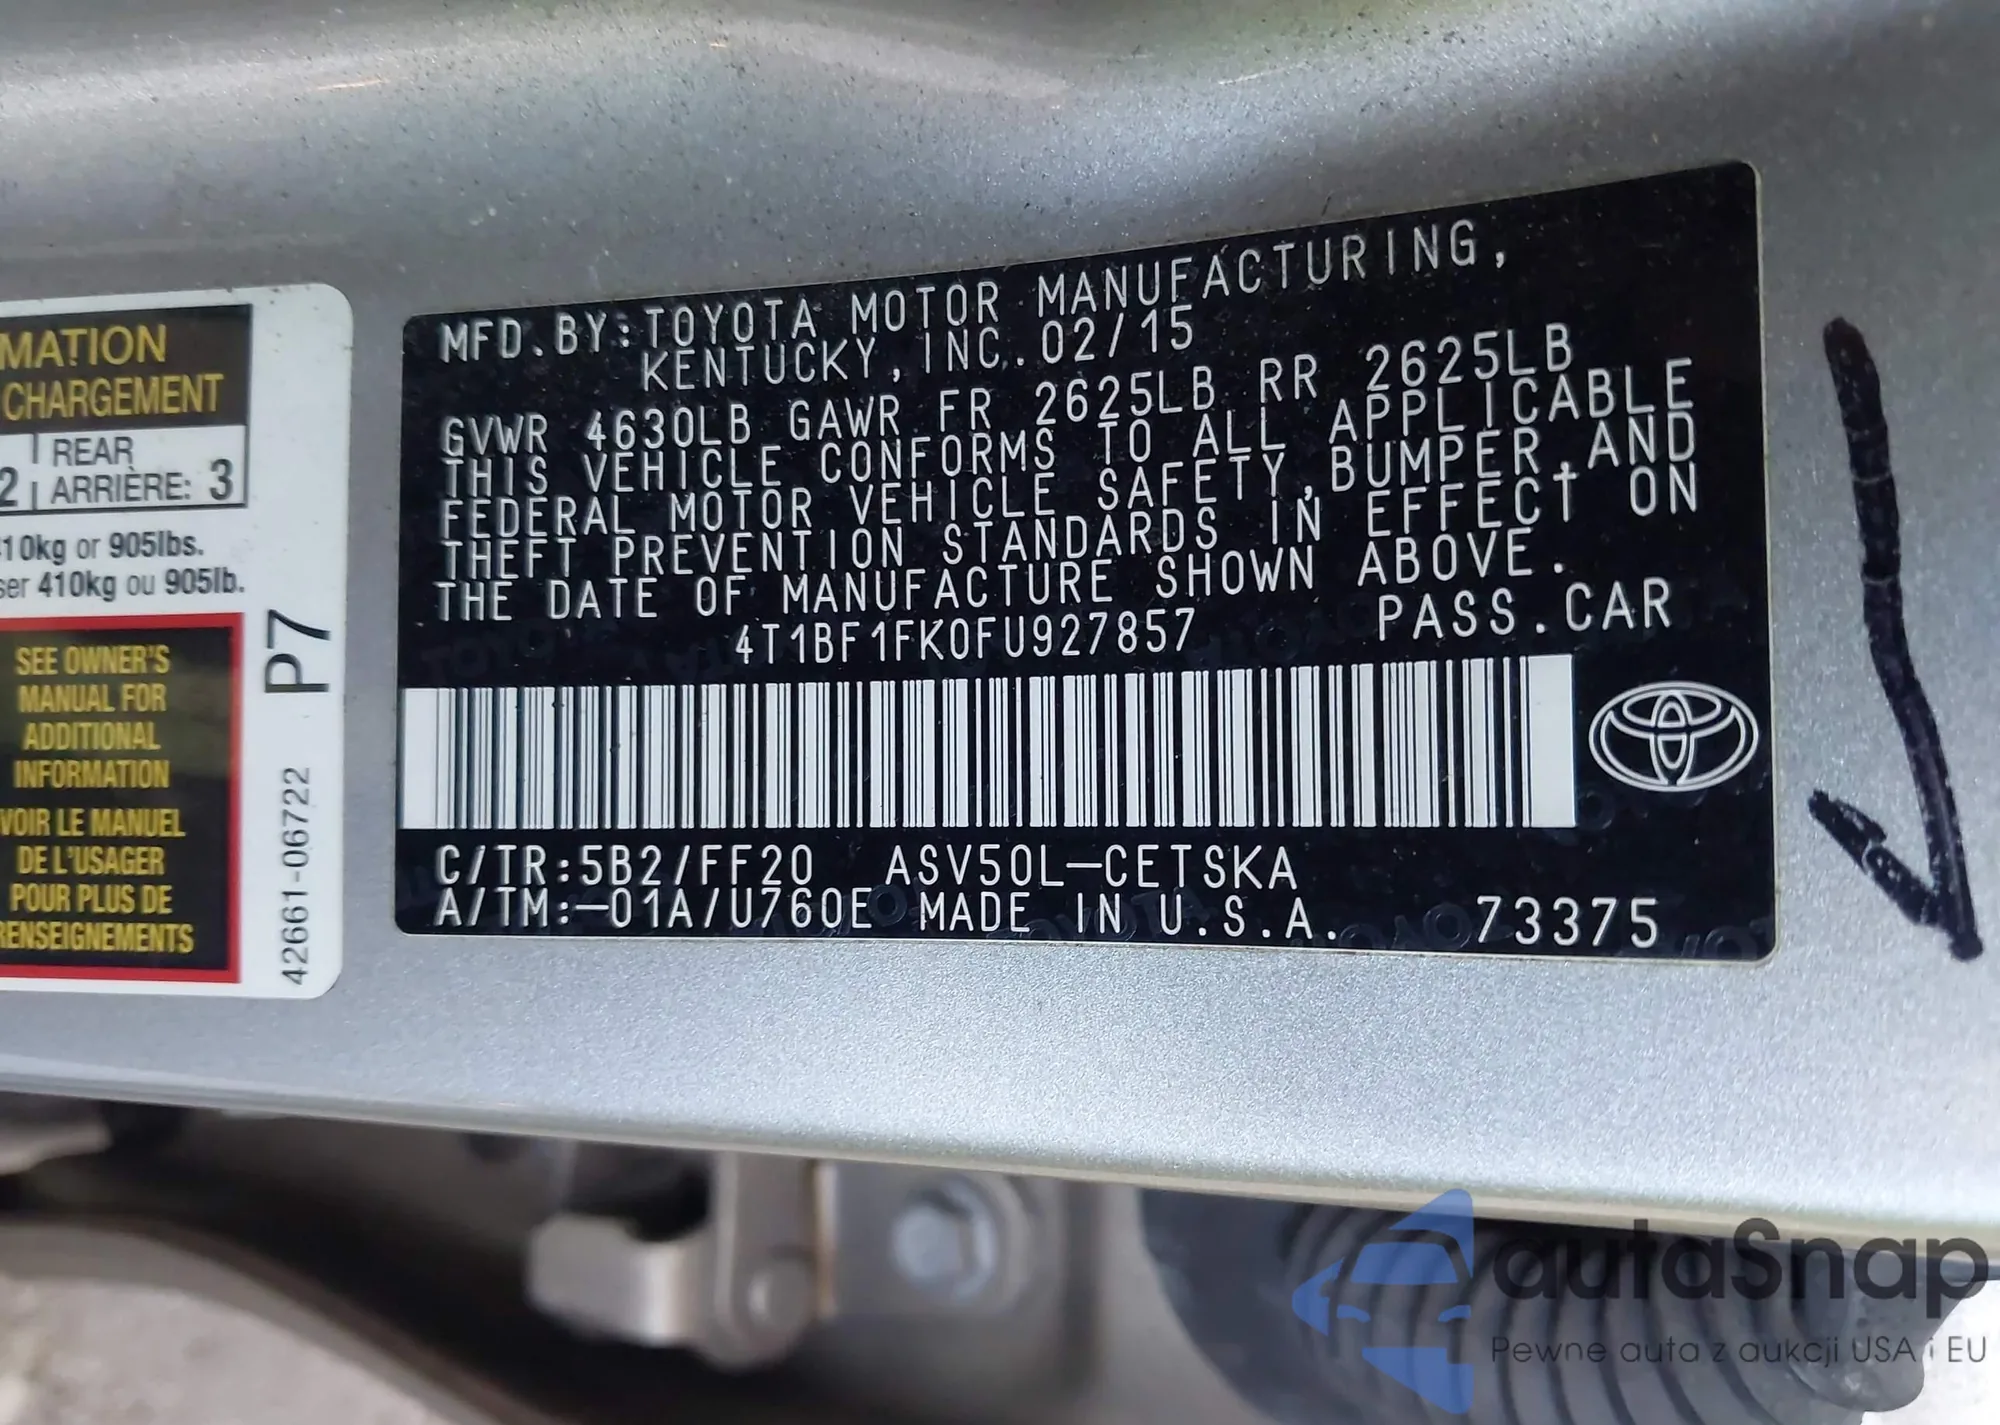 MATION
CHARGEMENT
2 REAR
ARRIÈRE: 3
10kg or 905lbs.
ser 410kg ou 905lb.
SEE OWNER'S
MANUAL FOR
ADDITIONAL
INFORMATION
VOIR LE MANUEL
DE L'USAGER
POUR PLUS DE
RENSEIGNEMENTS
P7
42661-06722
MFD.BY:TOYOTA MOTOR MANUFACTURING,
KENTUCKY,INC.02/15
GVWR 4630LB GAWR FR 2625LB RR 2625LB
THIS VEHICLE CONFORMS TO ALL APPLICABLE
FEDERAL MOTOR VEHICLE SAFETY,BUMPER,AND
THEFT PREVENTION STANDARDS IN EFFECT ON
THE DATE OF MANUFACTURE SHOWN ABOVE.
4T1BF1FK0FU927857 PASS.CAR
C/TR:5B2/FF20 ASV50L-CETSKA
A/TM:-01A/U760E MADE IN U.S.A. 73375
autaSnap
Pewne auta z aukcji USA i EU